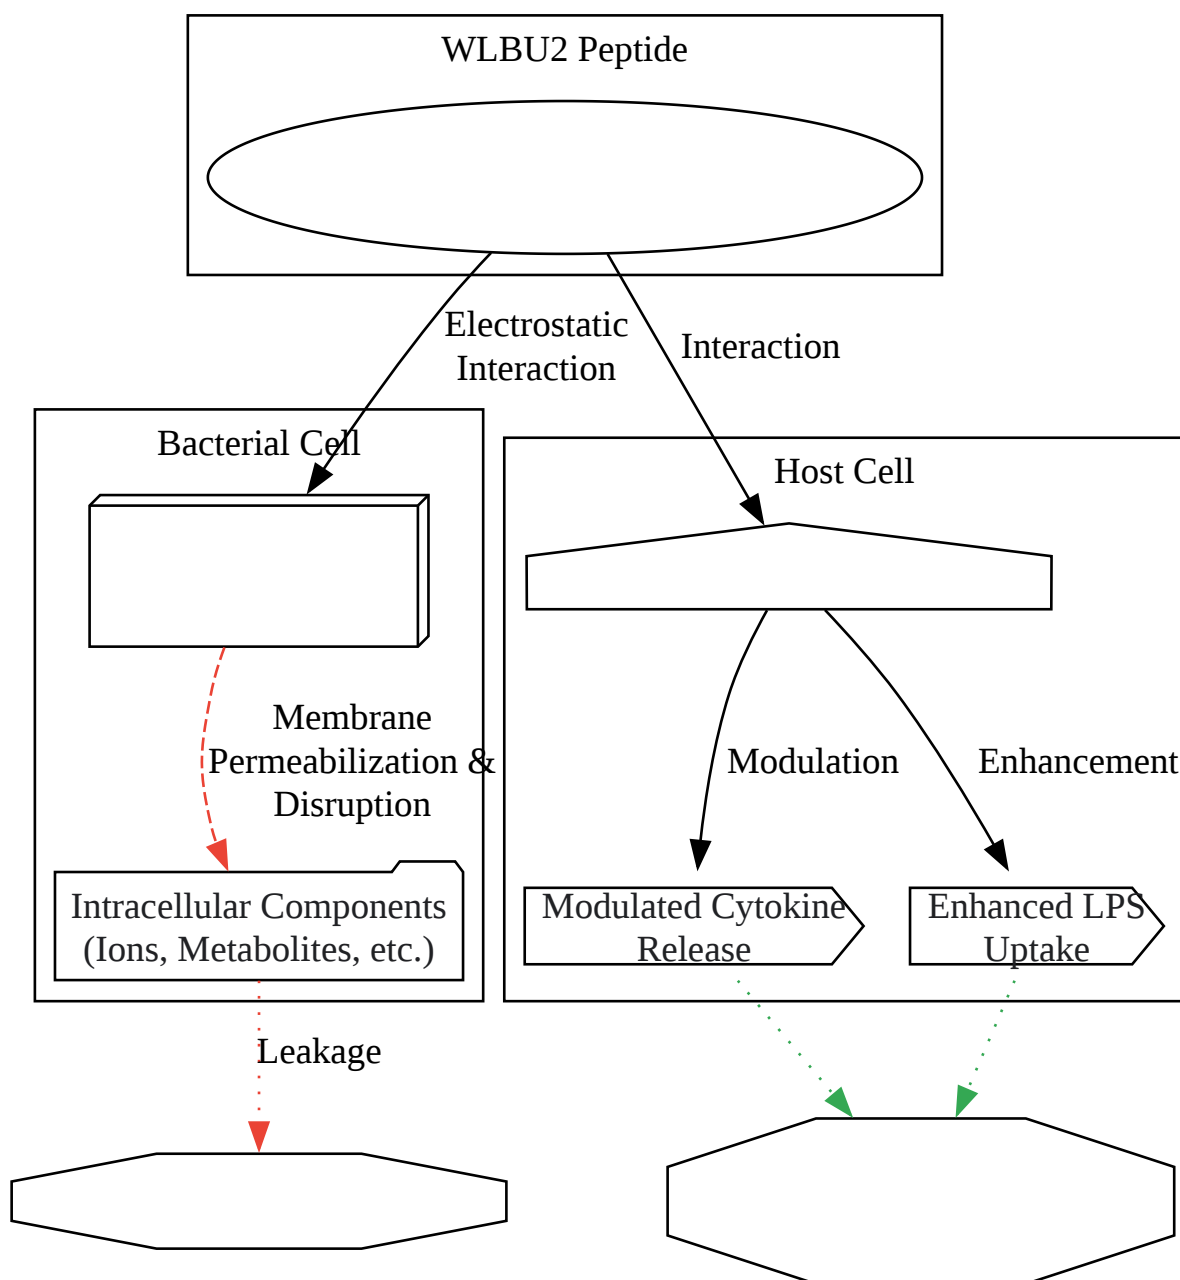 WLBU2 Peptide
Electrostatic
Interaction
Interaction
Bacterial Cell
Host Cell
Membrane
Permeabilization &
Disruption
Modulation
Enhancement
Intracellular Components
(Ions, Metabolites, etc.)
Modulated Cytokine
Release
Enhanced LPS
Uptake
Leakage